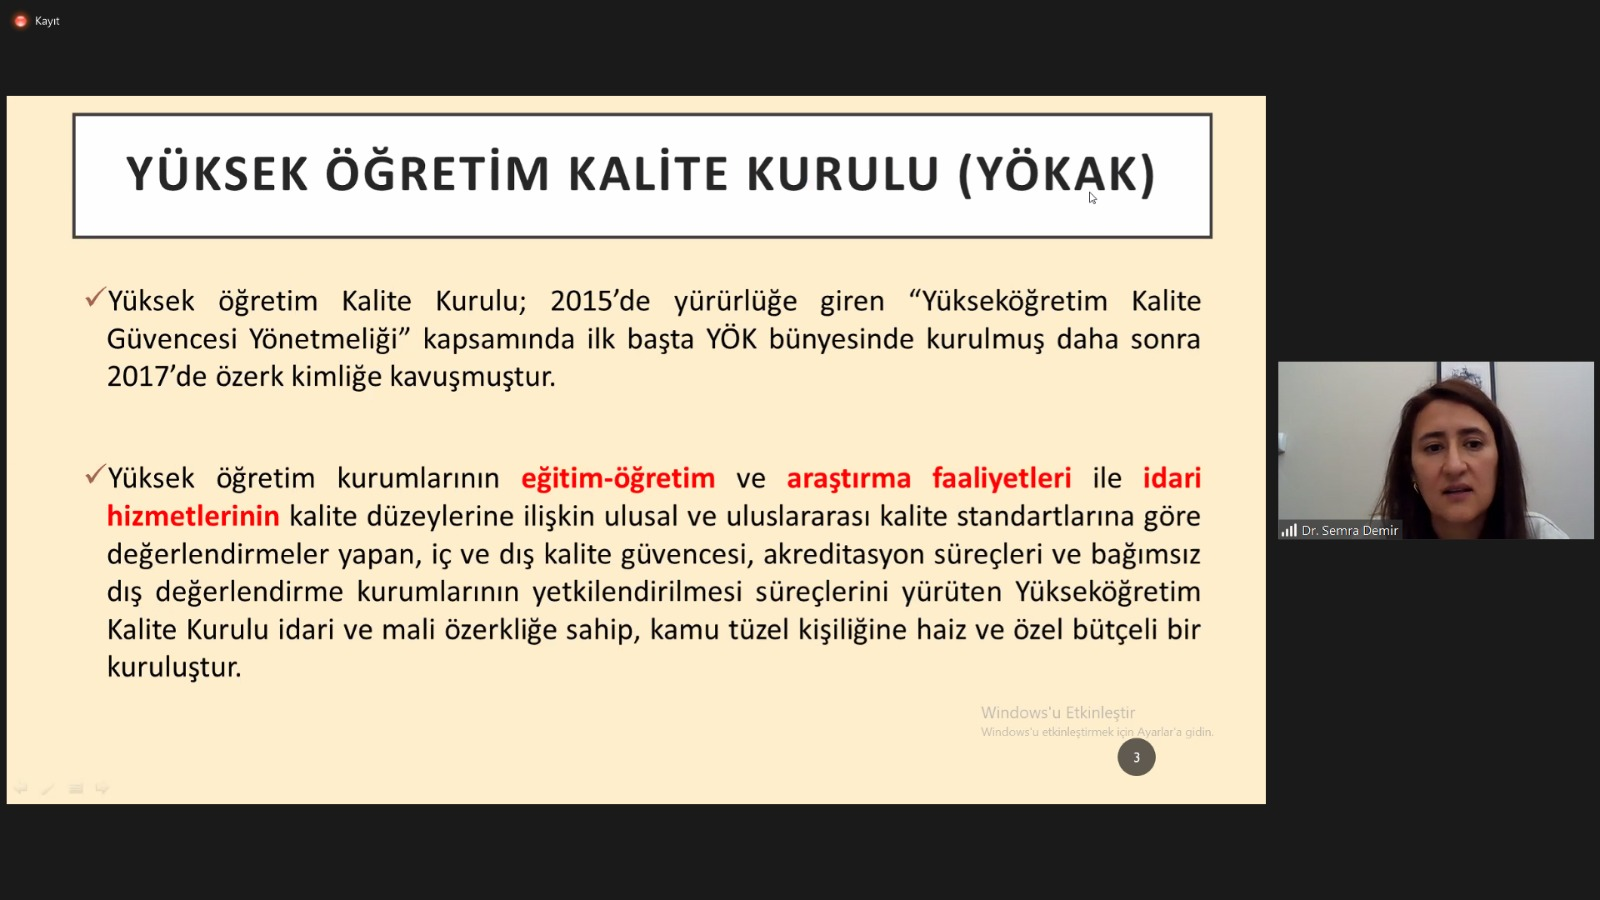 Kayıt
YÜKSEK ÖĞRETİM KALİTE KURULU (YÖKAK)
Yüksek öğretim Kalite Kurulu; 2015’de yürürlüğe giren “Yükseköğretim Kalite
Güvencesi Yönetmeliği” kapsamında ilk başta YÖK bünyesinde kurulmuş daha sonra
2017’de özerk kimliğe kavuşmuştur.
Yüksek öğretim kurumlarının eğitim-öğretim ve araştırma faaliyetleri ile idari
hizmetlerinin kalite düzeylerine ilişkin ulusal ve uluslararası kalite standartlarına göre
değerlendirmeler yapan, iç ve dış kalite güvencesi, akreditasyon süreçleri ve bağımsız
dış değerlendirme kurumlarının yetkilendirilmesi süreçlerini yürüten Yükseköğretim
Kalite Kurulu idari ve mali özerkliğe sahip, kamu tüzel kişiliğine haiz ve özel bütçeli bir
kuruluştur.
Windows'u Etkinleştir
Windows'u etkinleştirmek için Ayarlar'a gidin.
3
Dr. Semra Demir